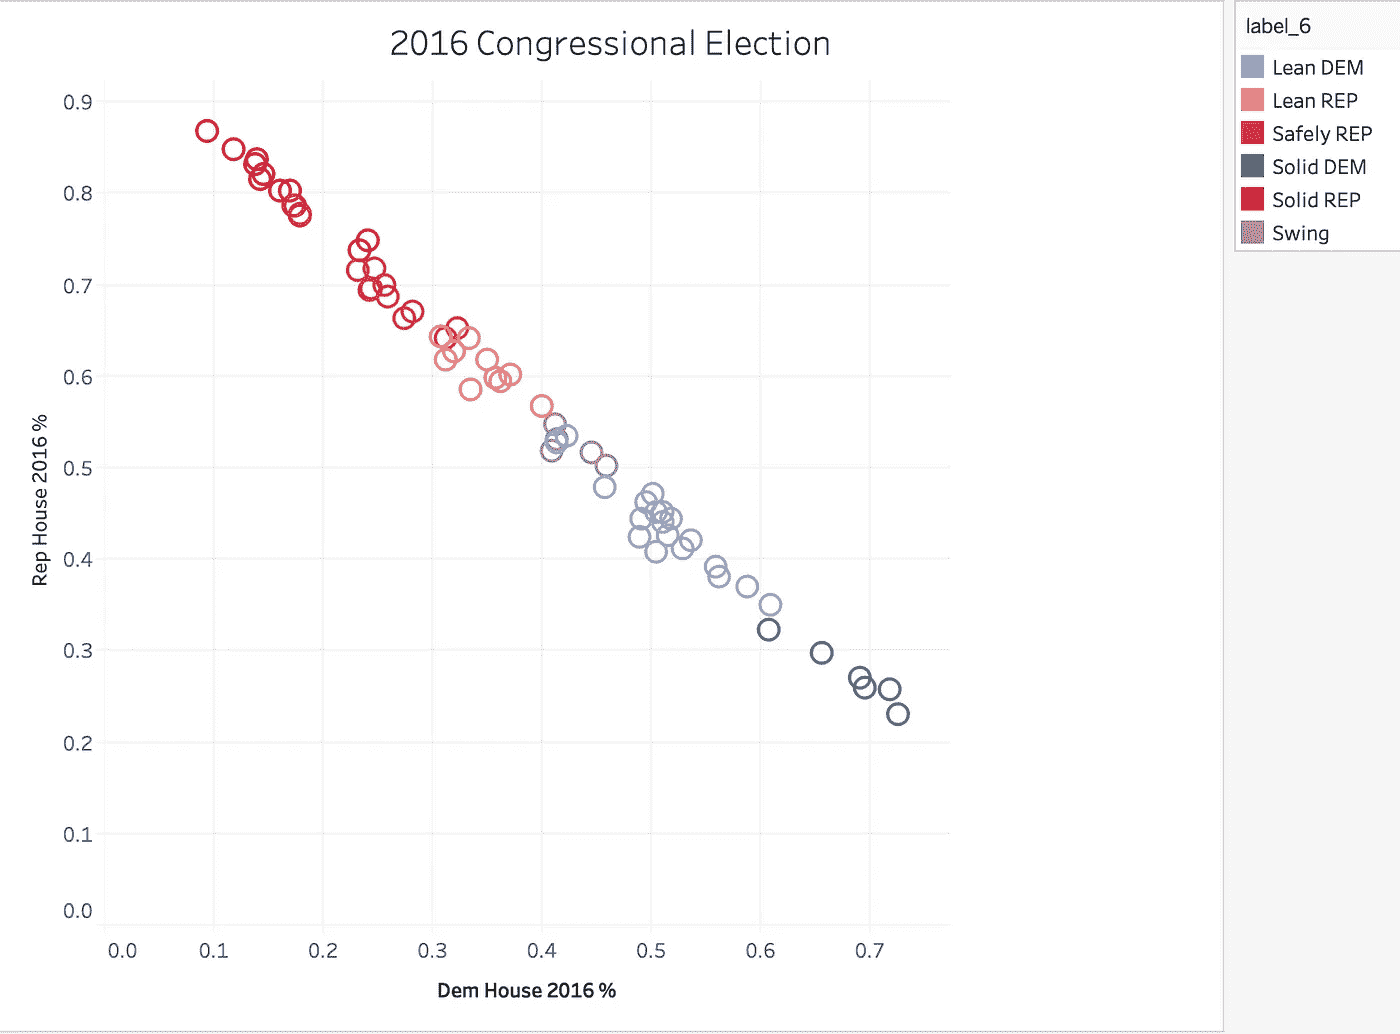 2016 Congressional Election
label_6
Lean DEM
Lean REP
Safely REP
Solid DEM
Solid REP
Swing
0.9
0.8
0.7
0.6
0.5
0.4
0.3
0.2
0.1
0.0
Rep House 2016 %
0.0 0.1 0.2 0.3 0.4 0.5 0.6 0.7
Dem House 2016 %